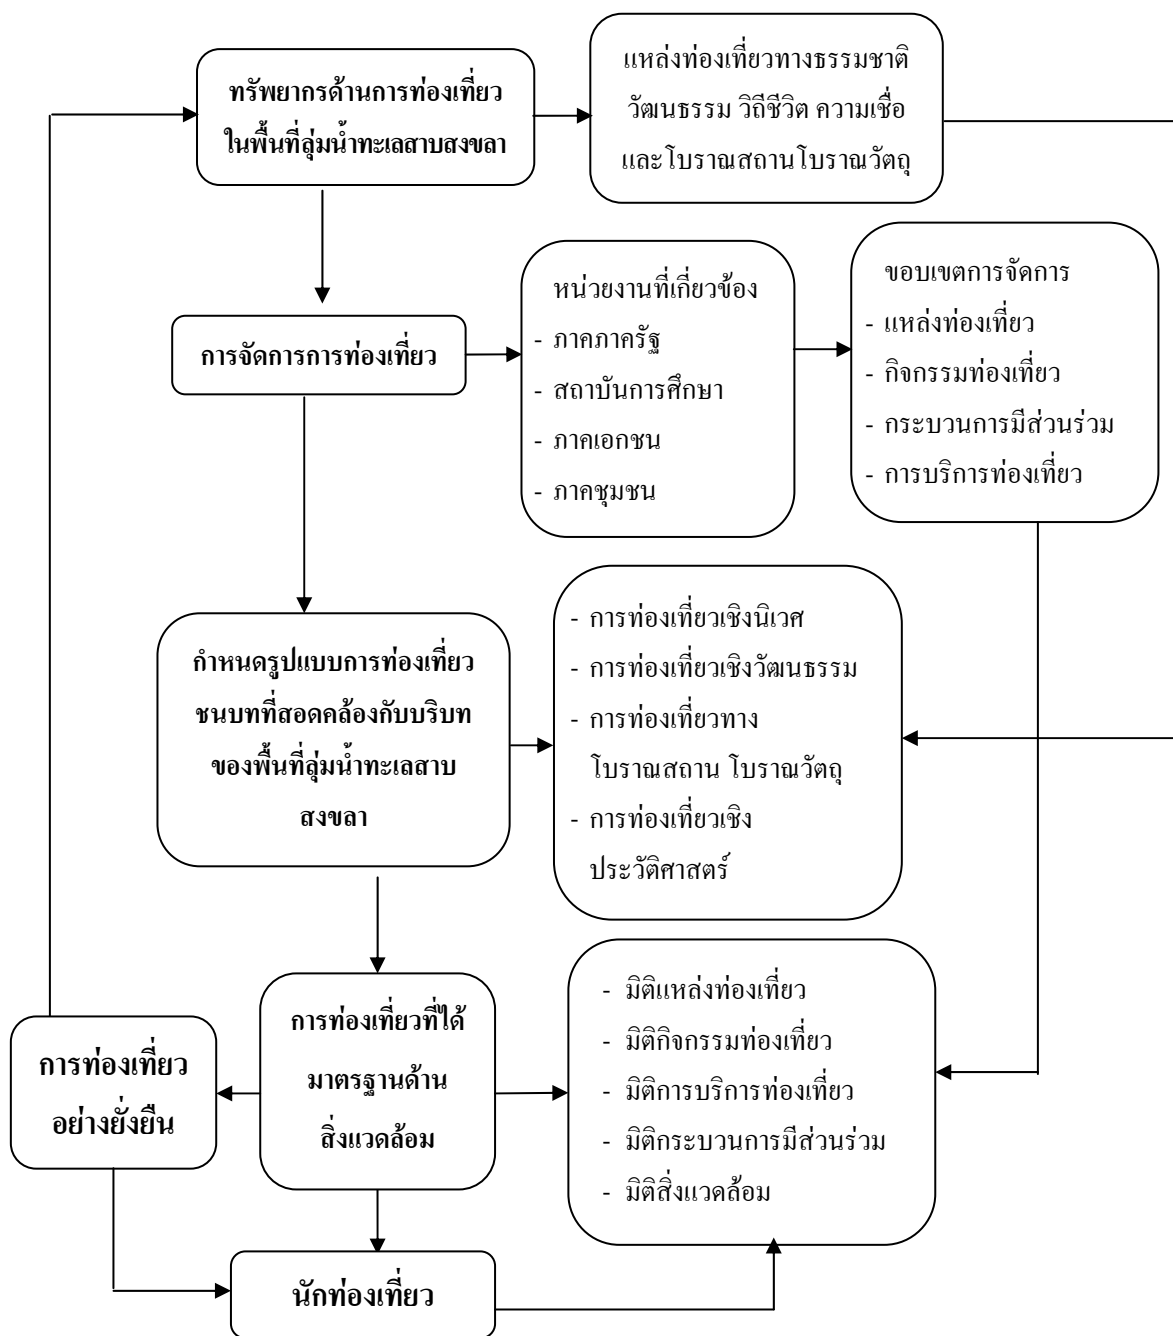 ทรัพยากรด้านการท่องเที่ยว
ในพื้นที่ลุ่มน้ำทะเลสาบสงขลา
แหล่งท่องเที่ยวทางธรรมชาติ
วัฒนธรรม วิถีชีวิต ความเชื่อ
และโบราณสถานโบราณวัตถุ
การจัดการการท่องเที่ยว
หน่วยงานที่เกี่ยวข้อง
- ภาคภาครัฐ
- สถาบันการศึกษา
- ภาคเอกชน
- ภาคชุมชน
ขอบเขตการจัดการ
- แหล่งท่องเที่ยว
- กิจกรรมท่องเที่ยว
- กระบวนการมีส่วนร่วม
- การบริการท่องเที่ยว
กำหนดรูปแบบการท่องเที่ยว
ชนบทที่สอดคล้องกับบริบท
ของพื้นที่ลุ่มน้ำทะเลสาบ
สงขลา
- การท่องเที่ยวเชิงนิเวศ
- การท่องเที่ยวเชิงวัฒนธรรม
- การท่องเที่ยวทาง
โบราณสถาน โบราณวัตถุ
- การท่องเที่ยวเชิง
ประวัติศาสตร์
การท่องเที่ยว
อย่างยั่งยืน
การท่องเที่ยวที่ได้
มาตรฐานด้าน
สิ่งแวดล้อม
- มิติแหล่งท่องเที่ยว
- มิติกิจกรรมท่องเที่ยว
- มิติการบริการท่องเที่ยว
- มิติกระบวนการมีส่วนร่วม
- มิติสิ่งแวดล้อม
นักท่องเที่ยว